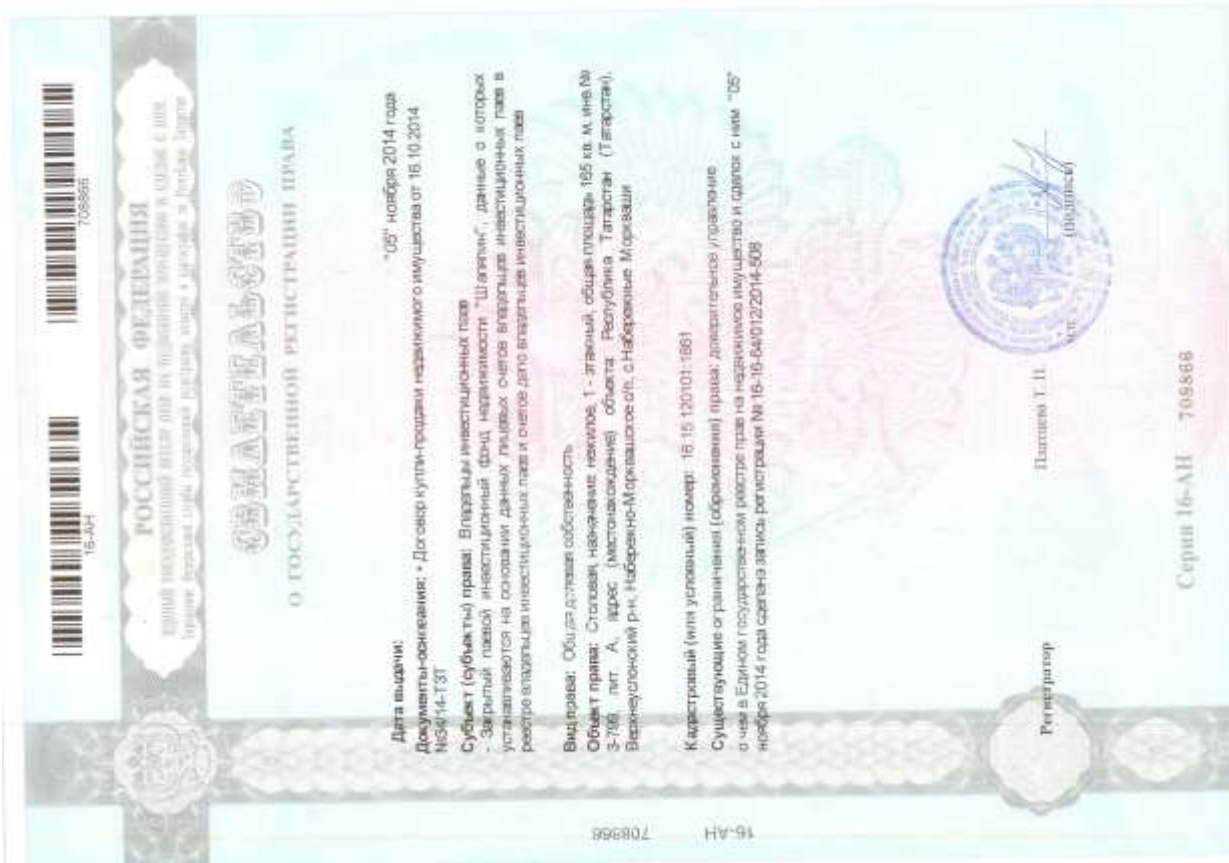 16-АН
708866
РОССИЙСКАЯ ФЕДЕРАЦИЯ
СВИДЕТЕЛЬСТВО
О ГОСУДАРСТВЕННОЙ РЕГИСТРАЦИИ ПРАВА
Дата выдачи: "05" ноября 2014 года
Документы-основания: • Договор купли-продажи недвижимого имущества от 16.10.2014
Субъект (субъекты) права: Владельцы инвестиционных паев
- Закрытый паевой инвестиционный фонд недвижимости данные о которых
устанавливаются на основании данных лицевых счетов владельцев инвестиционных паев в
реестре владельцев инвестиционных паев и счетов депо владельцев инвестиционных паев
Вид права: Общая долевая собственность
Объект права: Столовая, назначение: нежилое, 1 - этажный, общая площадь 165 кв. м, инв.№
3-799, лит. А, адрес (местонахождение) объекта: Республика Татарстан (Татарстан),
Верхнеуслонский р-н, Набережно-Морквашское с/п, с.Набережные Моркваши
Кадастровый (или условный) номер: 16:15:120101:1661
Существующие ограничения (обременения) права: доверительное управление
о чем в Едином государственном реестре прав на недвижимое имущество и сделок с ним "05"
ноября 2014 года сделана запись регистрации № 16-16-64/012/2014-508
Регистратор
м.п.
(подпись)
Серия 16-АН 708866
16-АН 708866